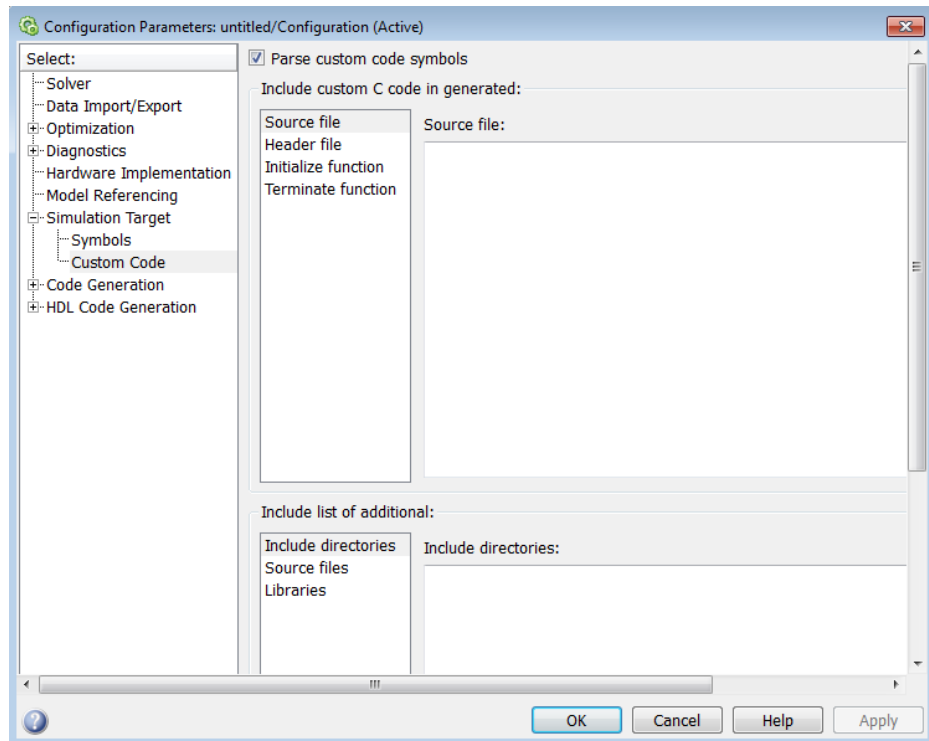 Configuration Parameters: untitled/Configuration (Active)
Select:
Solver
Data Import/Export
Optimization
Diagnostics
Hardware Implementation
Model Referencing
Simulation Target
Symbols
Custom Code
Code Generation
HDL Code Generation
Parse custom code symbols
Include custom C code in generated:
Source file
Header file
Initialize function
Terminate function
Source file:
Include list of additional:
Include directories
Source files
Libraries
Include directories:
OK
Cancel
Help
Apply